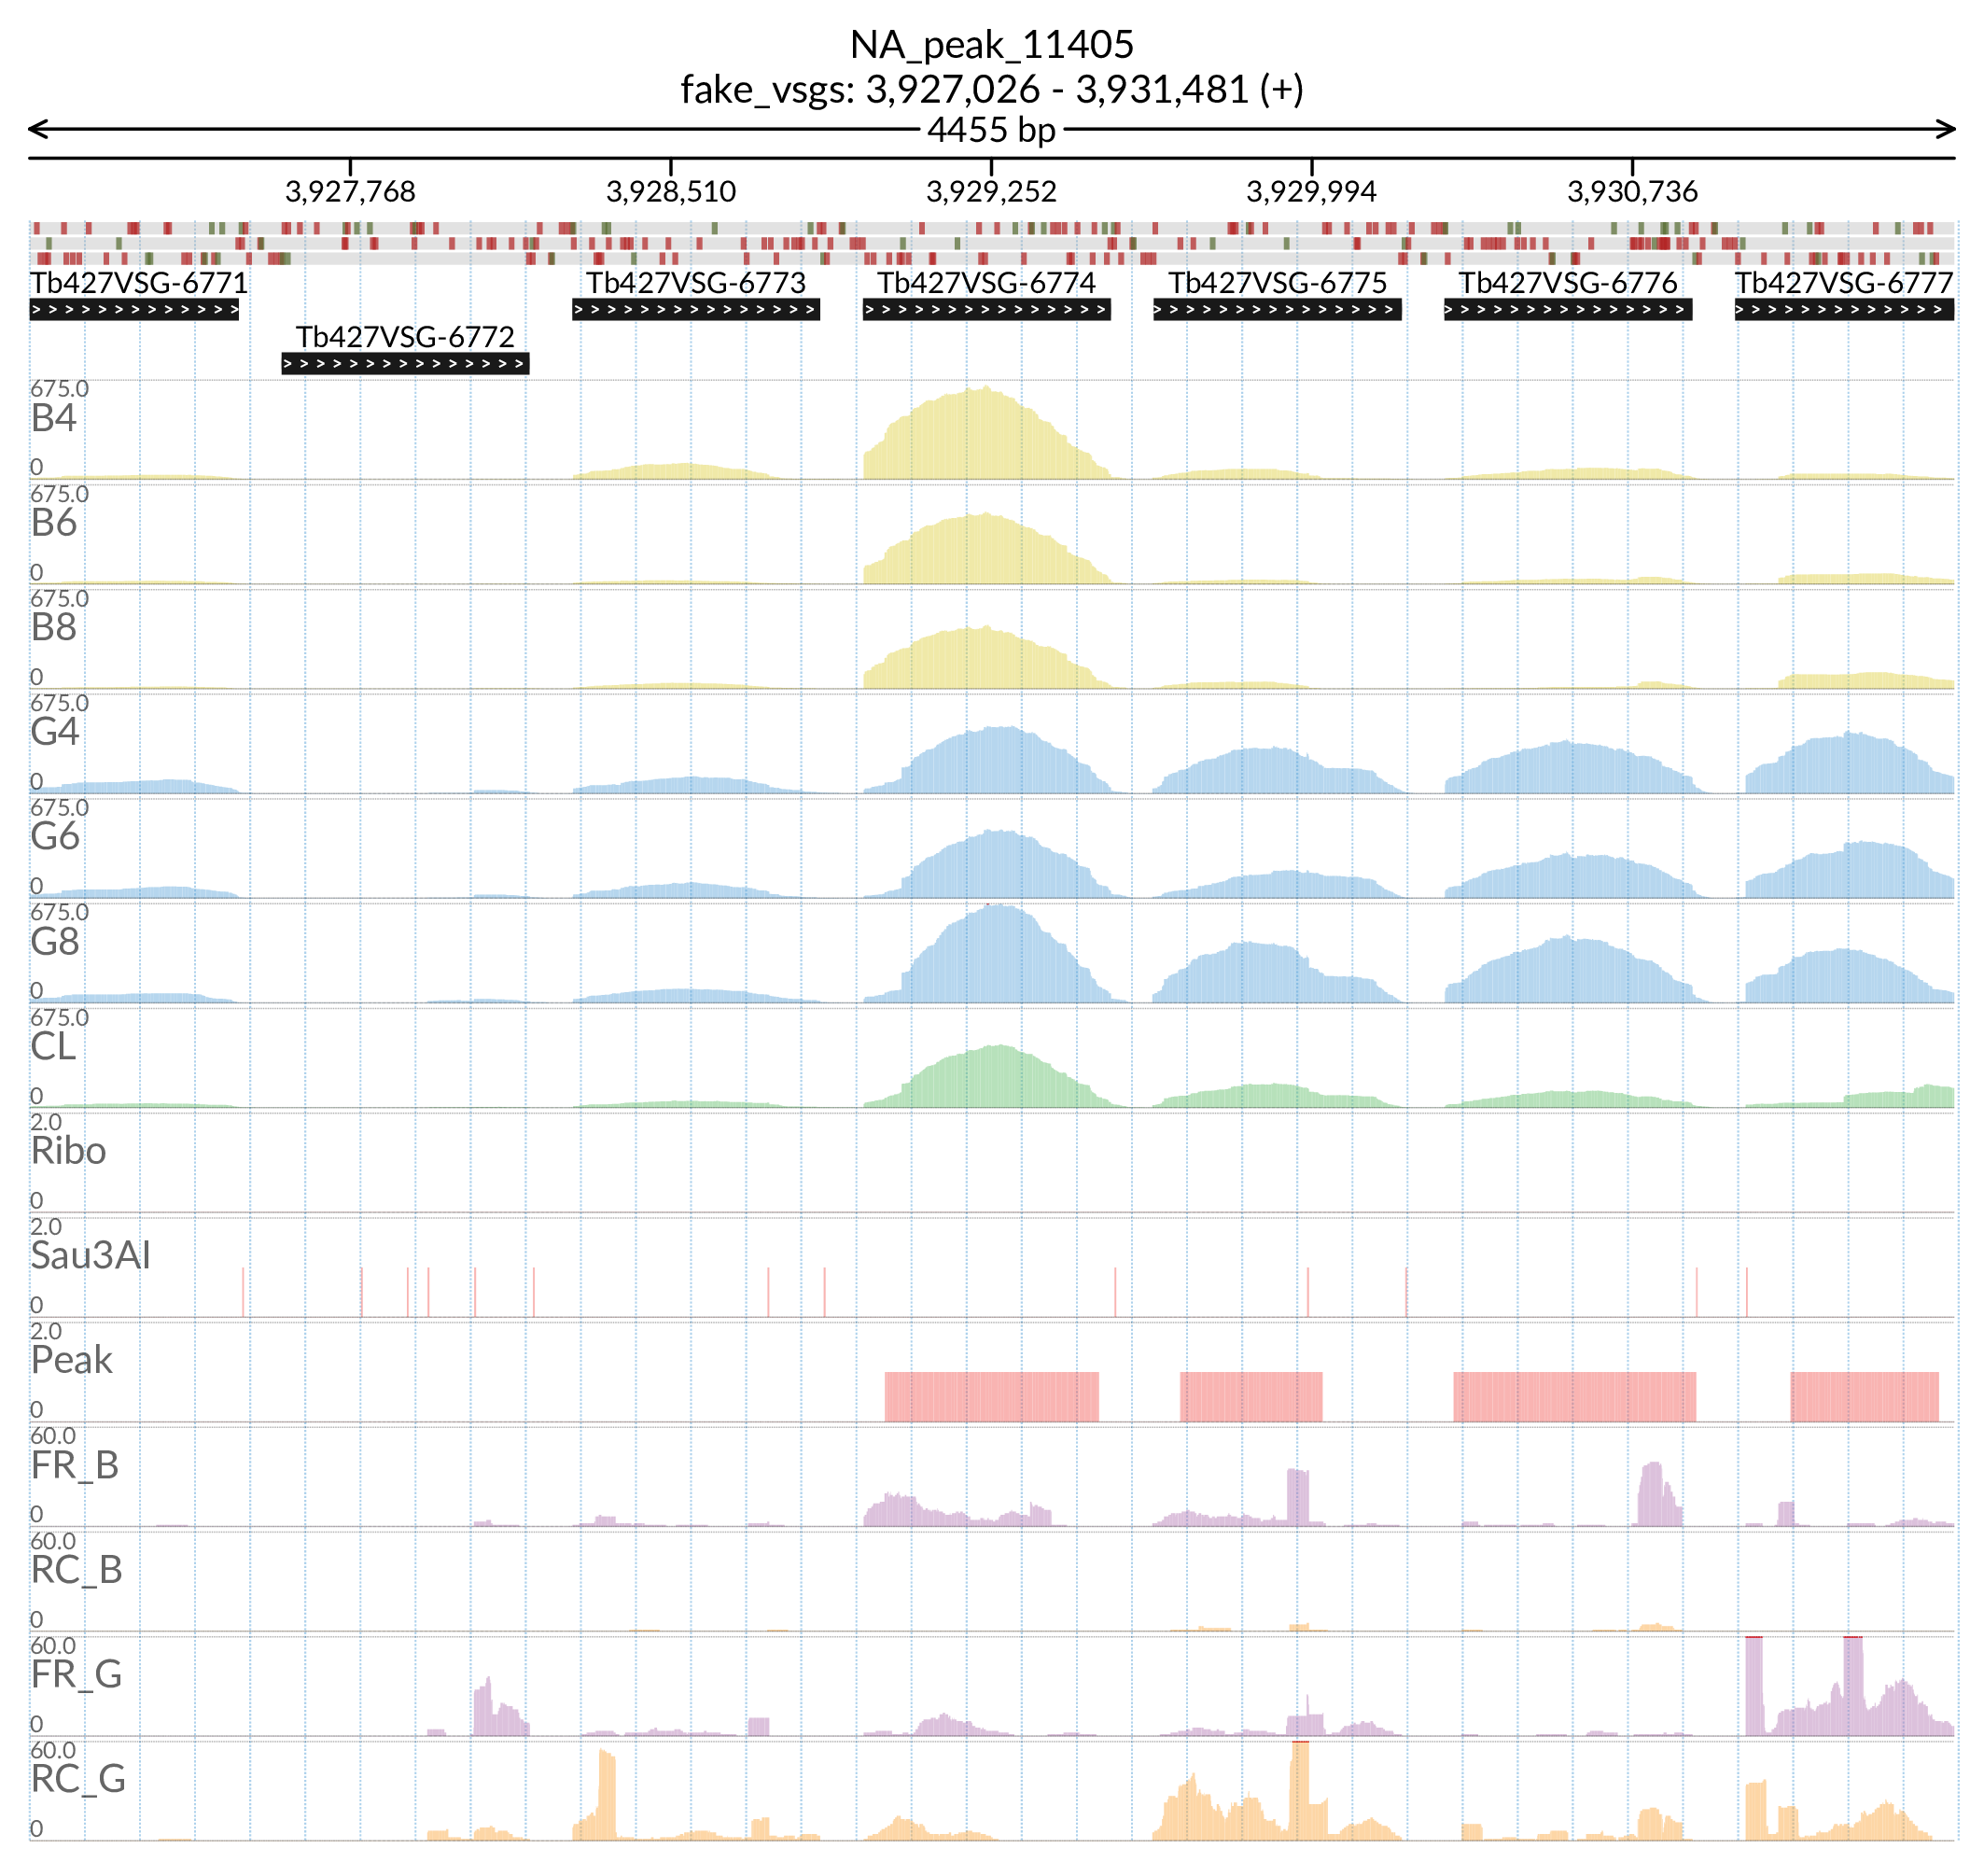 NA_peak_11405
fake_vsgs: 3,927,026 - 3,931,481 (+)
4455 bp
3,927,768 3,928,510 3,929,252 3,929,994 3,930,736
Tb427VSG-6771 Tb427VSG-6773 Tb427VSG-6774 Tb427VSG-6775 Tb427VSG-6776 Tb427VSG-6777
Tb427VSG-6772
675.0
B4
0
675.0
B6
0
675.0
B8
0
675.0
G4
0
675.0
G6
0
675.0
G8
0
675.0
CL
0
2.0
Ribo
0
2.0
Sau3AI
0
2.0
Peak
0
60.0
FR_B
0
60.0
RC_B
0
60.0
FR_G
0
60.0
RC_G
0